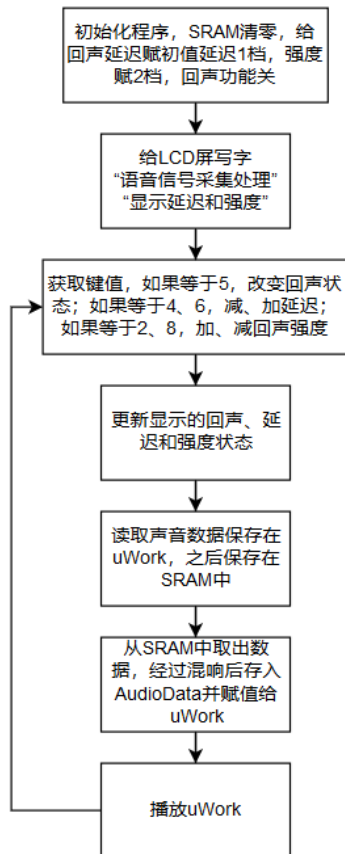 初始化程序，SRAM清零，给
回声延迟赋初值延迟1档，强度
赋2档，回声功能关
给LCD屏写字
“语音信号采集处理”
“显示延迟和强度”
获取键值，如果等于5，改变回声状
态；如果等于4、6，减、加延迟；
如果等于2、8，加、减回声强度
更新显示的回声、延
迟和强度状态
读取声音数据保存在
uWork，之后保存在
SRAM中
从SRAM中取出数
据，经过混响后存入
AudioData并赋值给
uWork
播放uWork